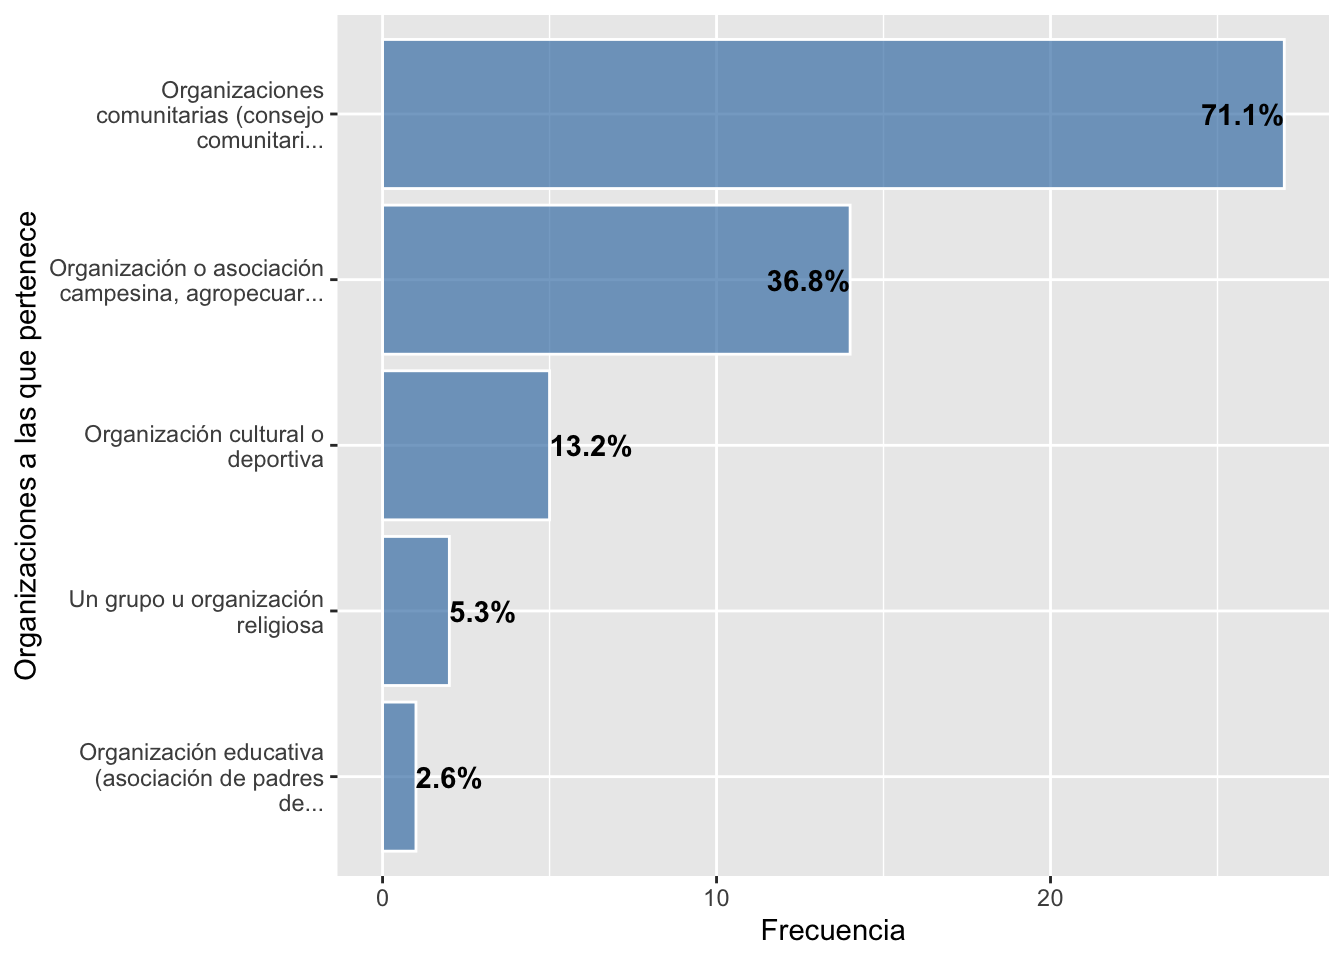 Organizaciones
comunitarias (consejo
comunitari...
71.1%
Organización o asociación
campesina, agropecuar...
36.8%
Organización cultural o
deportiva
13.2%
Un grupo u organización
religiosa
5.3%
Organización educativa
(asociación de padres
de...
2.6%
Organizaciones a las que pertenece
0
10
20
Frecuencia